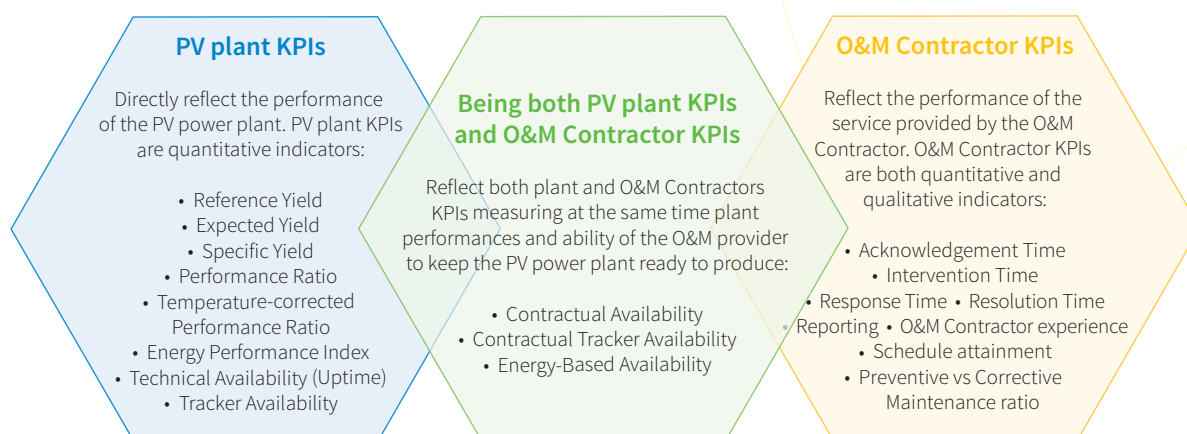 PV plant KPIs
Directly reflect the performance
of the PV power plant. PV plant KPIs
are quantitative indicators:
• Reference Yield
• Expected Yield
• Specific Yield
• Performance Ratio
• Temperature-corrected
Performance Ratio
• Energy Performance Index
• Technical Availability (Uptime)
• Tracker Availability
Being both PV plant KPIs
and O&M Contractor KPIs
Reflect both plant and O&M Contractors
KPIs measuring at the same time plant
performances and ability of the O&M provider
to keep the PV power plant ready to produce:
• Contractual Availability
• Contractual Tracker Availability
• Energy-Based Availability
O&M Contractor KPIs
Reflect the performance of the
service provided by the O&M
Contractor. O&M Contractor KPIs
are both quantitative and
qualitative indicators:
• Acknowledgement Time
• Intervention Time
• Response Time • Resolution Time
• Reporting • O&M Contractor experience
• Schedule attainment
• Preventive vs Corrective
Maintenance ratio